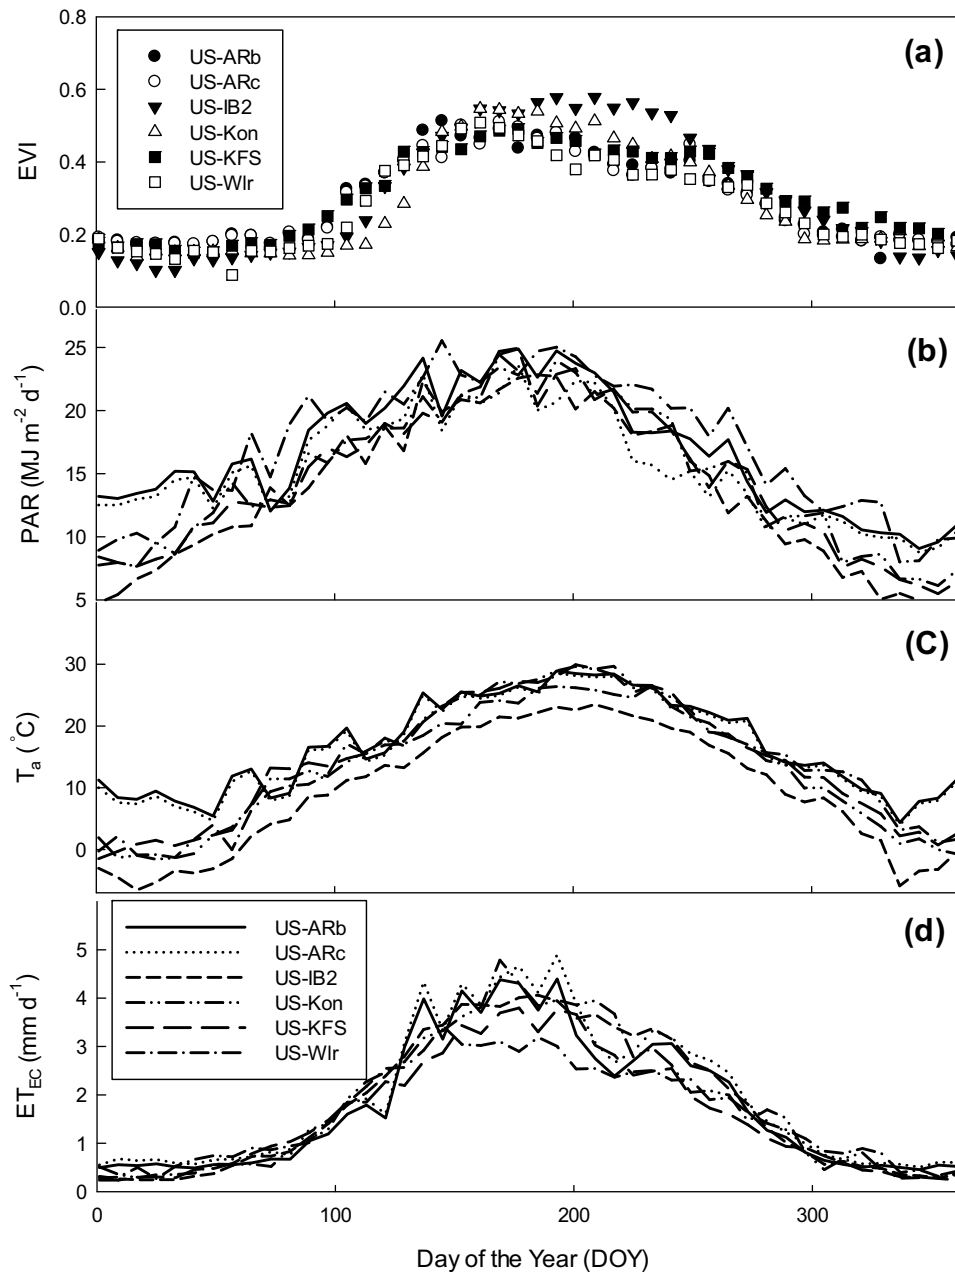 (a)
0.8
0.6
0.4
0.2
0.0
EVI
US-ARb
US-ARc
US-IB2
US-Kon
US-KFS
US-Wlr
(b)
25
20
15
10
5
PAR (MJ m⁻² d⁻¹)
(C)
30
20
10
0
Tₐ (°C)
(d)
5
4
3
2
1
0
ET_EC (mm d⁻¹)
US-ARb
US-ARc
US-IB2
US-Kon
US-KFS
US-Wlr
0 100 200 300
Day of the Year (DOY)